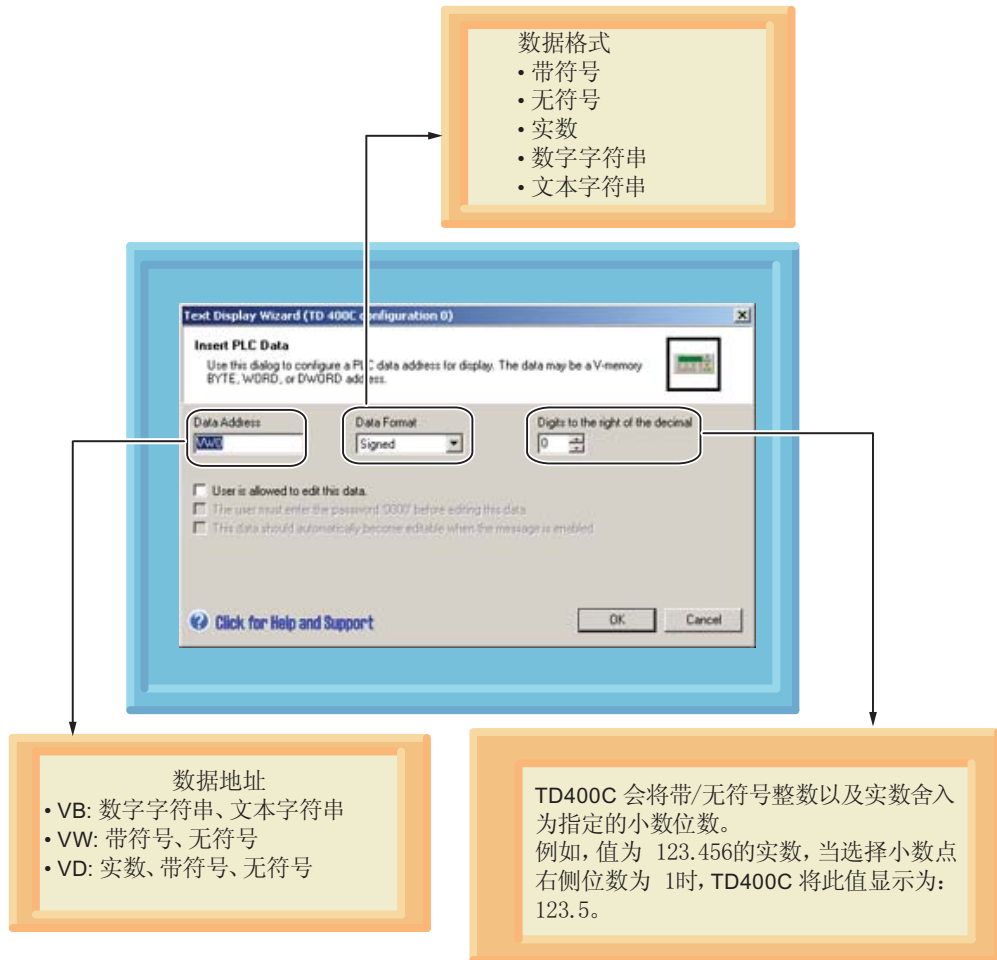 数据格式
• 带符号
• 无符号
• 实数
• 数字字符串
• 文本字符串
Text Display Wizard (TD 400C configuration 0)
Insert PLC Data
Use this dialog to configure a PLC data address for display. The data may be a V-memory
BYTE, WORD, or DWORD address.
Data Address
Data Format
Digits to the right of the decimal
VW0
Signed
0
User is allowed to edit this data.
The user must enter the password '0000' before editing this data.
This data should automatically become editable when the message is enabled.
Click for Help and Support
OK
Cancel
数据地址
• VB: 数字字符串、文本字符串
• VW: 带符号、无符号
• VD: 实数、带符号、无符号
TD400C 会将带/无符号整数以及实数舍入
为指定的小数位数。
例如, 值为 123.456的实数, 当选择小数点
右侧位数为 1时, TD400C 将此值显示为:
123.5。